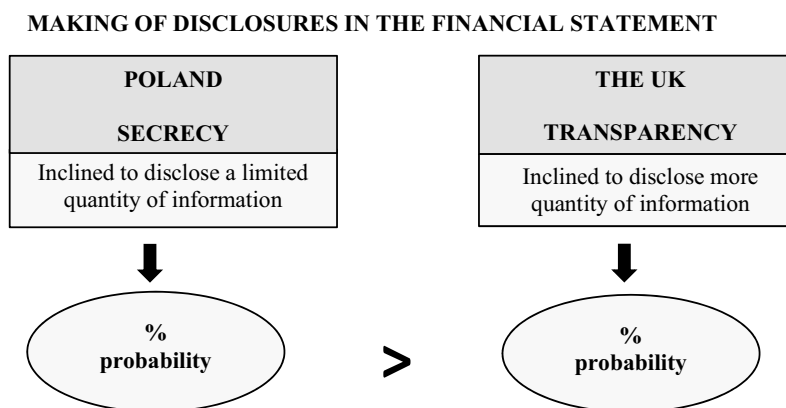 MAKING OF DISCLOSURES IN THE FINANCIAL STATEMENT
POLAND
SECRECY
Inclined to disclose a limited
quantity of information
%
probability
>
THE UK
TRANSPARENCY
Inclined to disclose more
quantity of information
%
probability